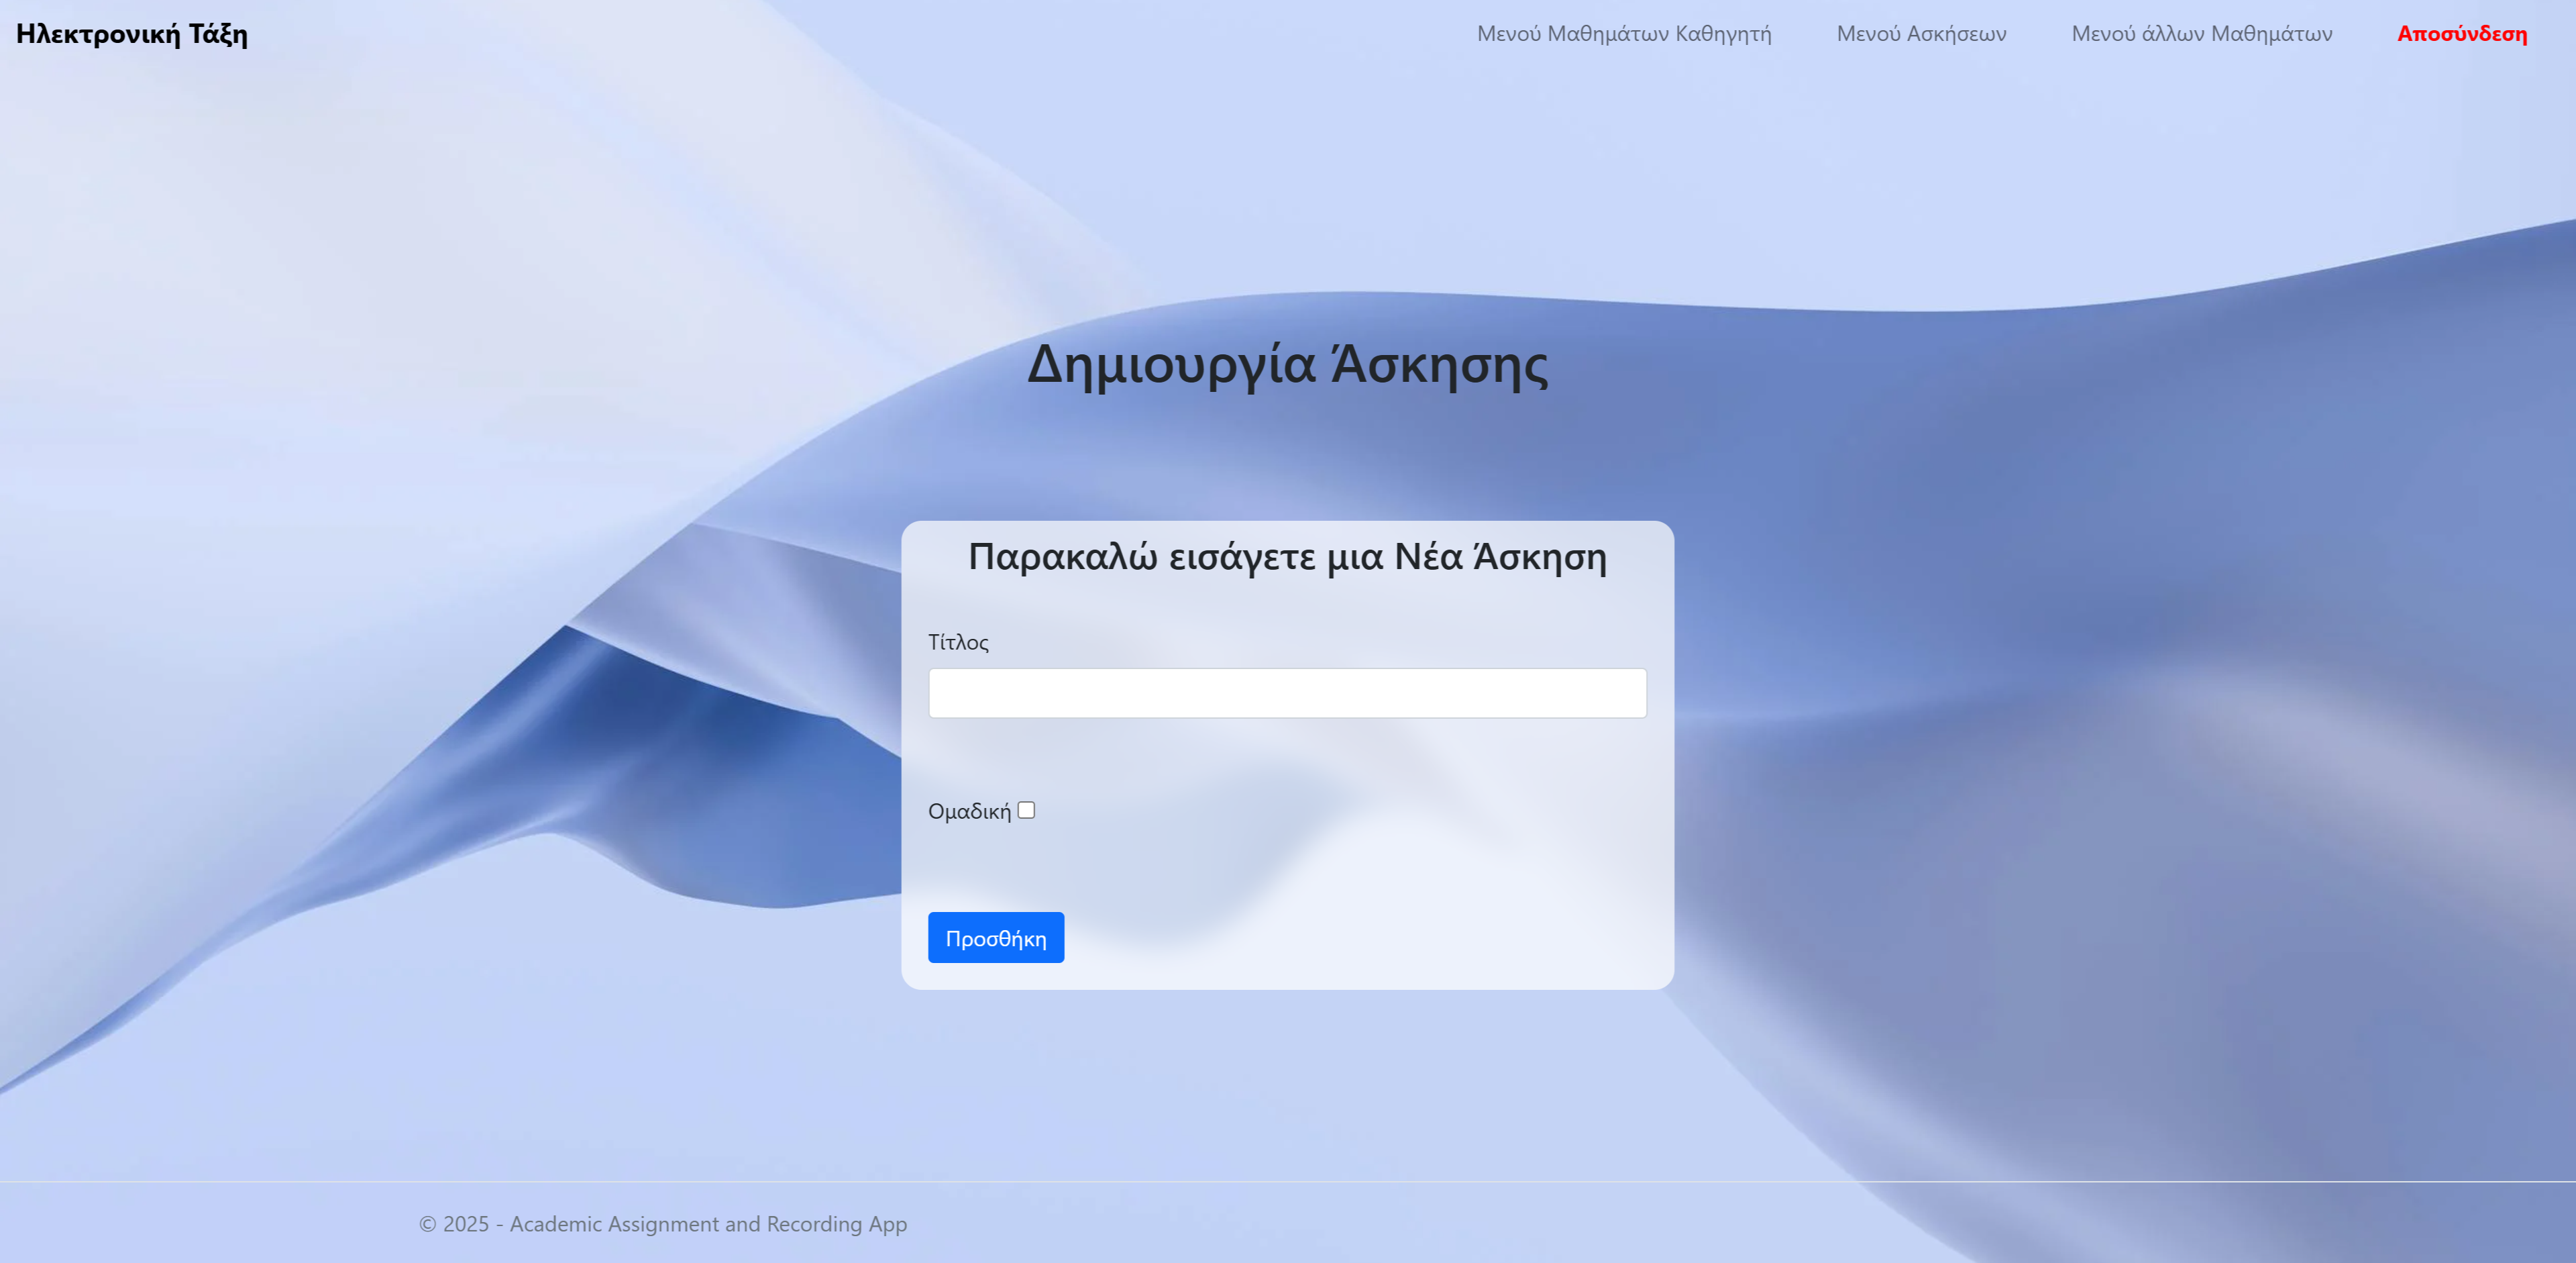 Ηλεκτρονική Τάξη
Μενού Μαθημάτων Καθηγητή
Μενού Ασκήσεων
Μενού άλλων Μαθημάτων
Αποσύνδεση
Δημιουργία Άσκησης
Παρακαλώ εισάγετε μια Νέα Άσκηση
Τίτλος
Ομαδική
Προσθήκη
© 2025 - Academic Assignment and Recording App